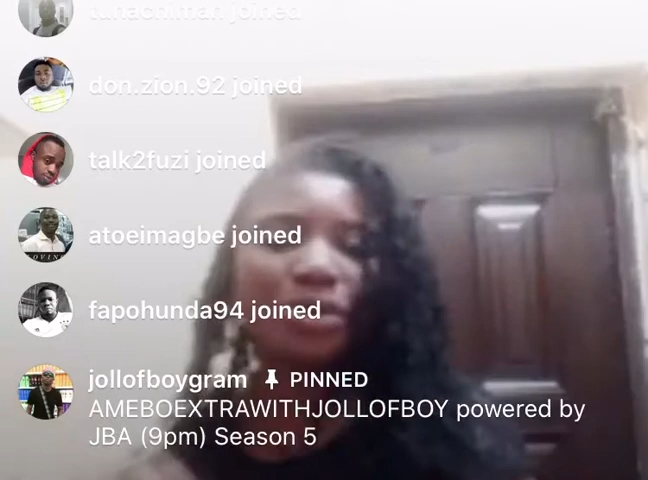 joined
don.zion.92 joined
talk2fuzi joined
atoeimagbe joined
fapohunda94 joined
jollofboygram PINNED
AMEBOEXTRAWITHJOLLOFBOY powered by
JBA (9pm) Season 5